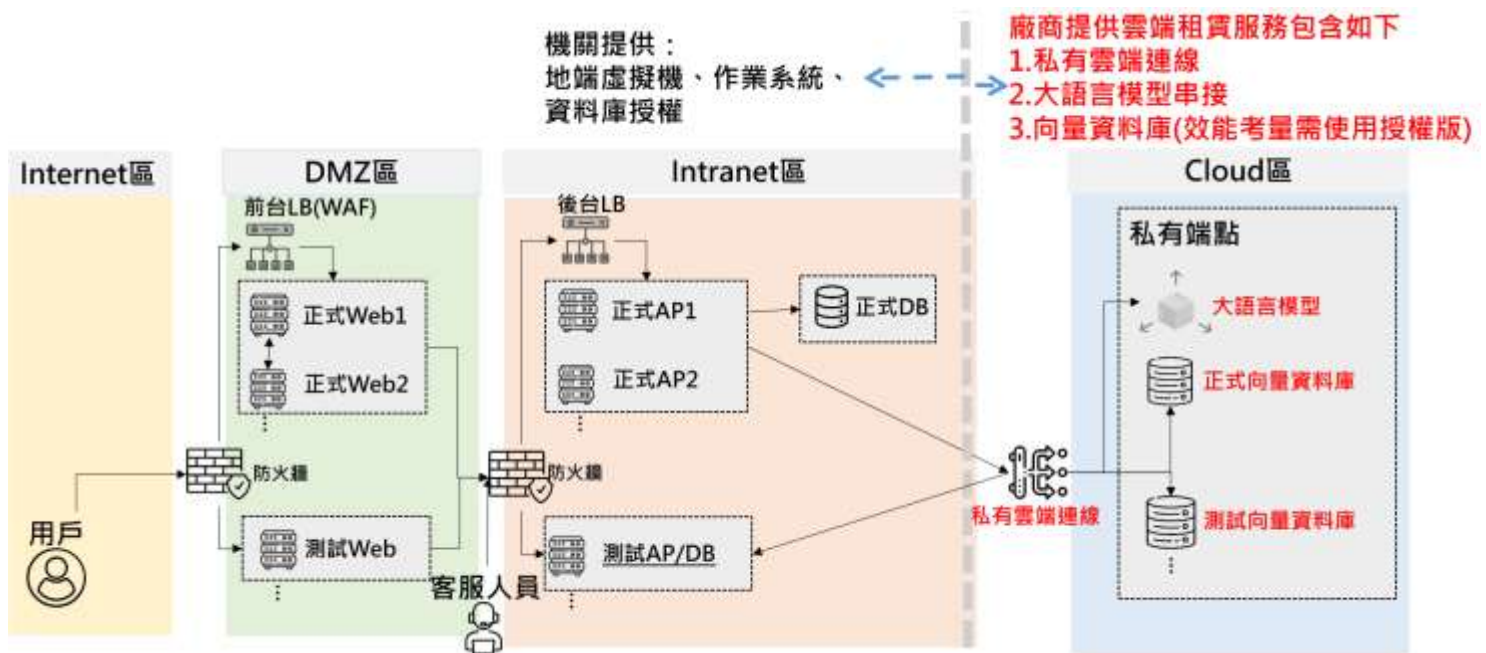 機關提供：
地端虛擬機、作業系統、
資料庫授權
廠商提供雲端租賃服務包含如下
1.私有雲端連線
2.大語言模型串接
3.向量資料庫(效能考量需使用授權版)
Internet區
DMZ區
Intranet區
Cloud區
前台LB(WAF)
後台LB
私有端點
正式Web1
正式Web2
⋮
正式AP1
正式AP2
⋮
正式DB
大語言模型
正式向量資料庫
防火牆
防火牆
私有雲端連線
測試向量資料庫
⋮
用戶
測試Web
⋮
客服人員
測試AP/DB
⋮